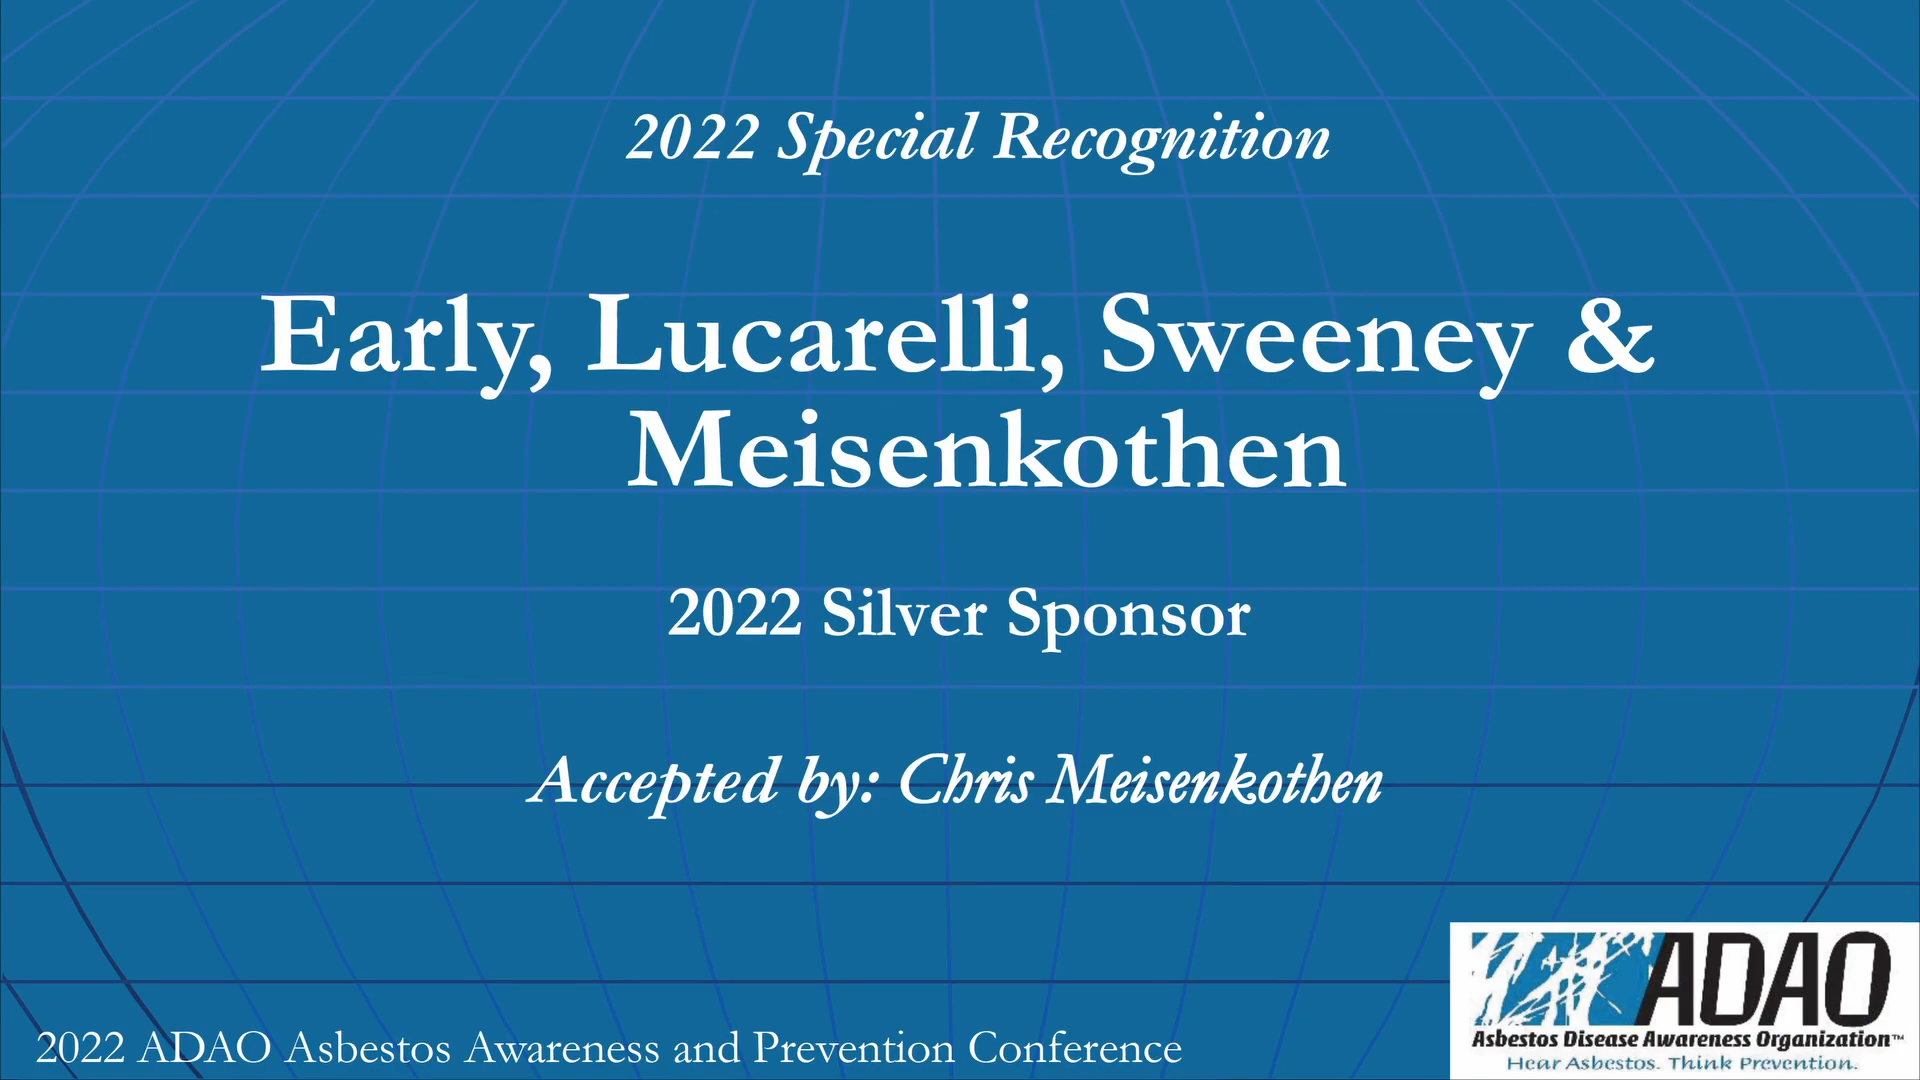 2022 Special Recognition
Early, Lucarelli, Sweeney &
Meisenkothen
2022 Silver Sponsor
Accepted by: Chris Meisenkothen
2022 ADAO Asbestos Awareness and Prevention Conference
ADAO
Asbestos Disease Awareness Organization™
Hear Asbestos. Think Prevention.